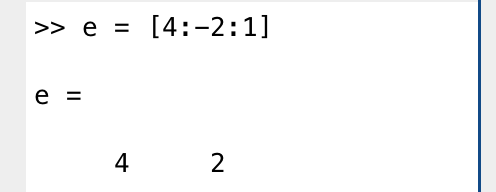 >> e = [4:-2:1]
e =
4 2